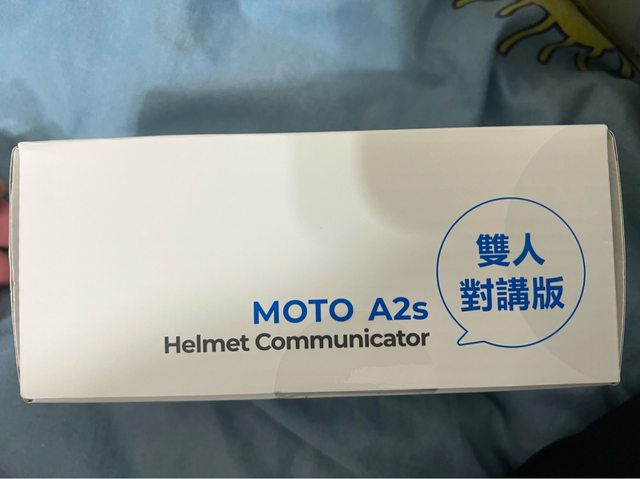 MOTO A2s
Helmet Communicator
雙人
對講版